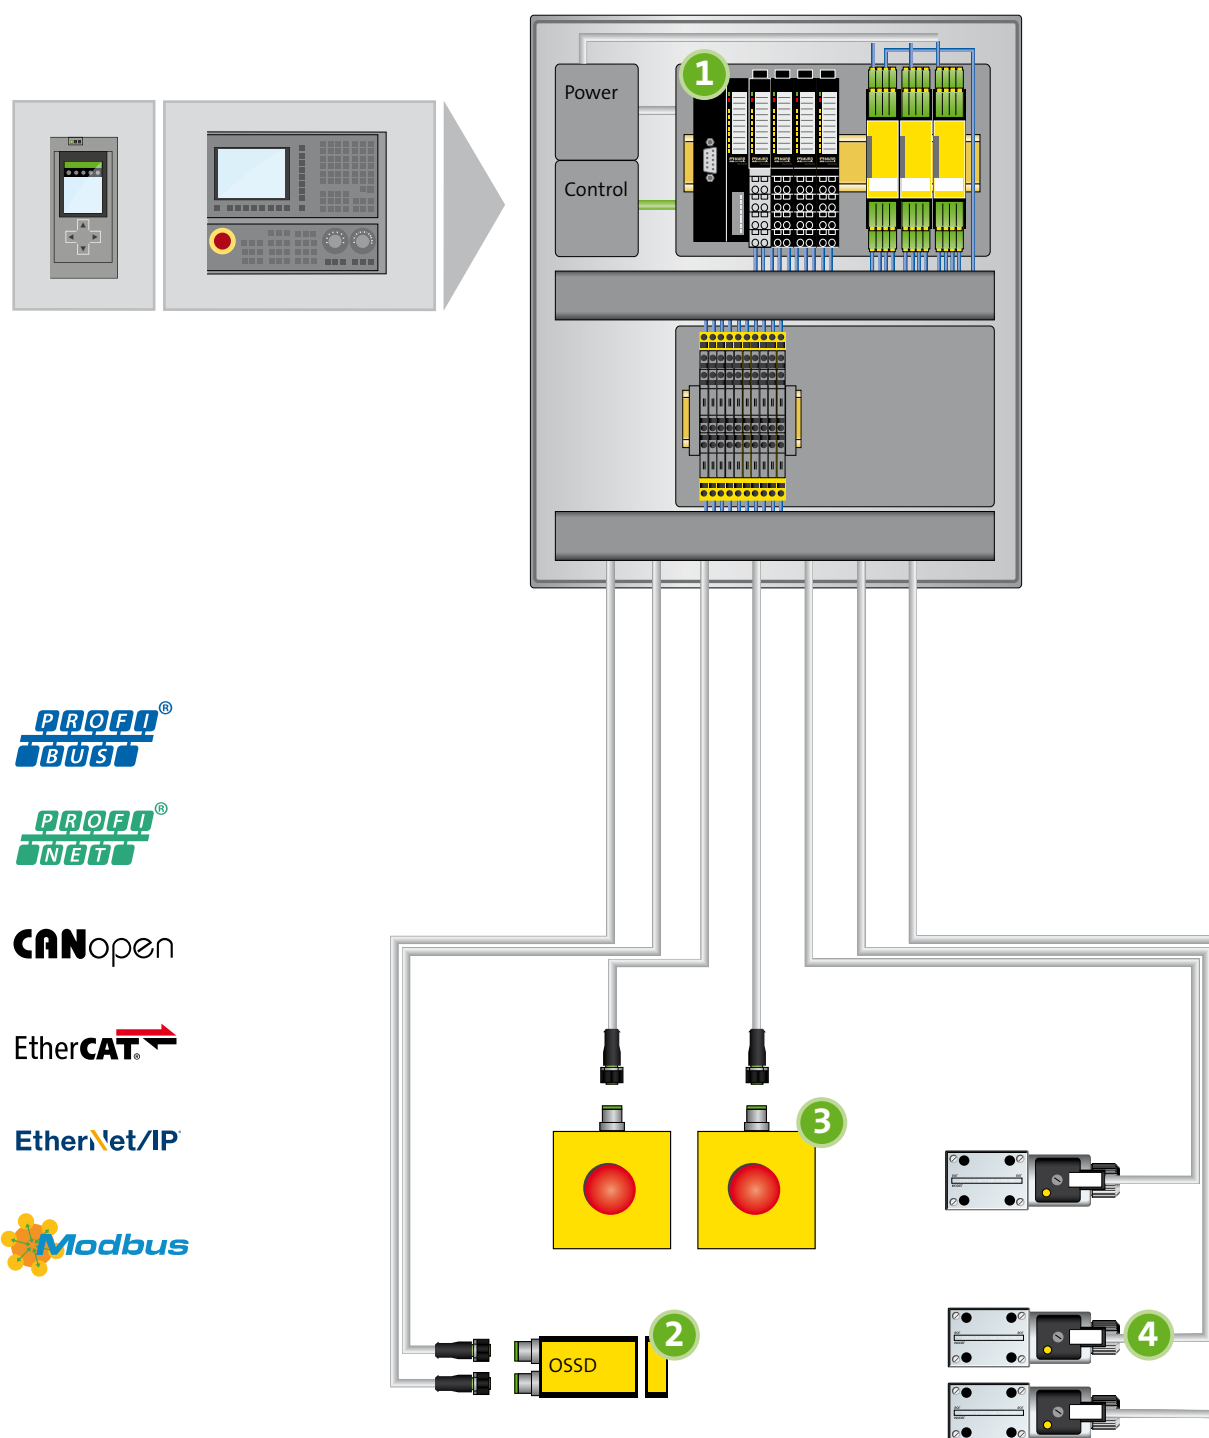 1
Power
Control
PROFI®
BUS
PROFI®
NET
CANopen
EtherCAT®
EtherNet/IP
3
Modbus
2
OSSD
4